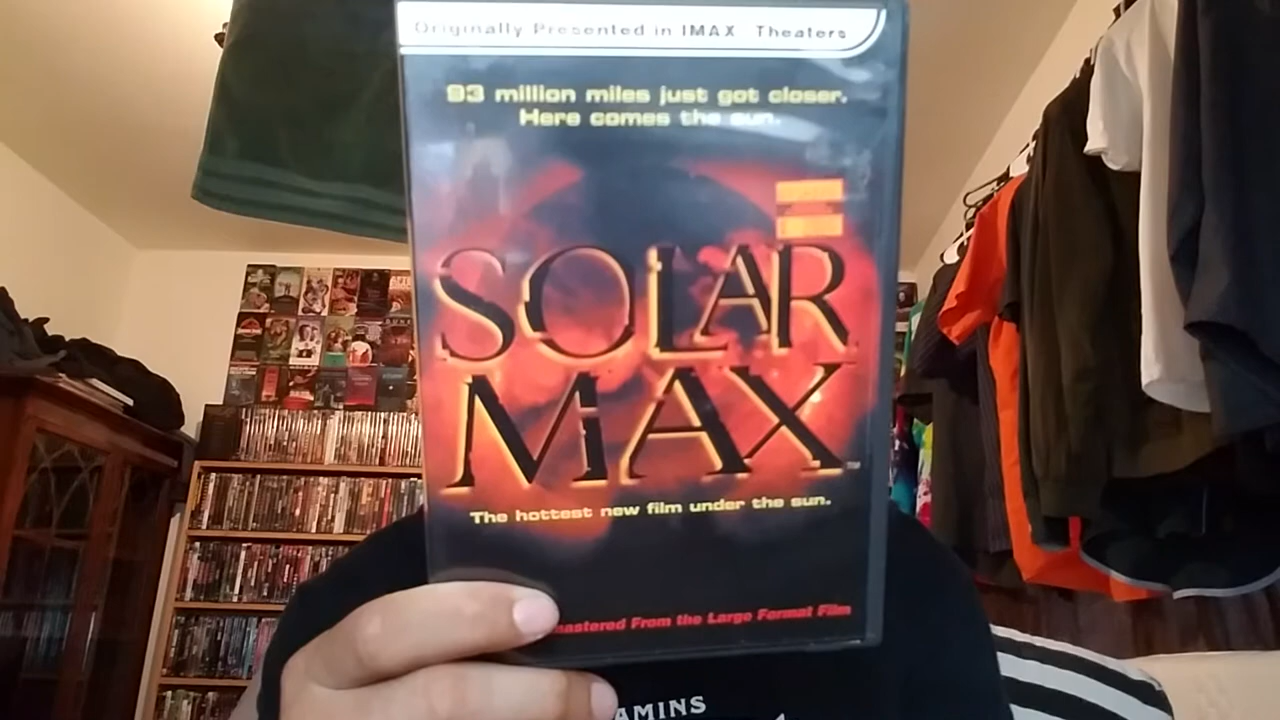 Originally Presented in IMAX Theaters
93 million miles just got closer.
Here comes the sun.
SOLAR
MAX
TM
The hottest new film under the sun.
mastered From the Large Format Film
AMINS